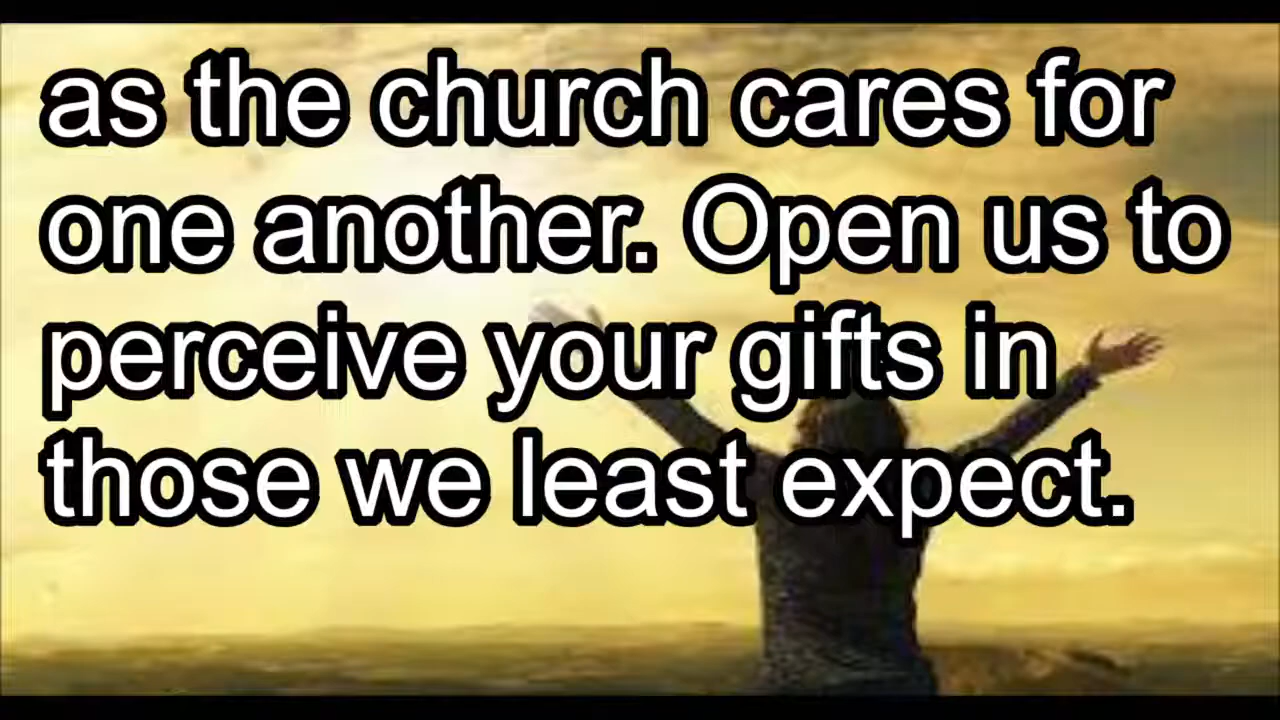 as the church cares for
one another. Open us to
perceive your gifts in
those we least expect.